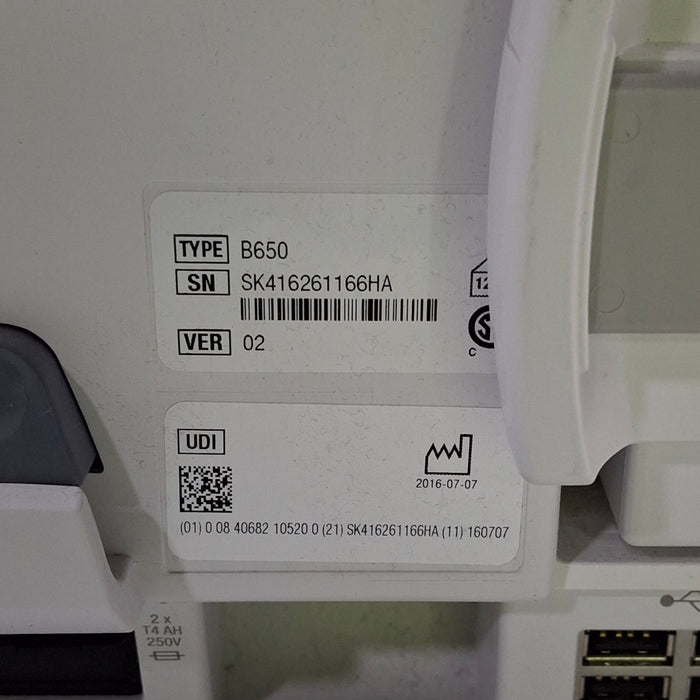 TYPE B650
SN SK416261166HA
12
VER 02
C
UDI
2016-07-07
(01) 0 08 40682 10520 0 (21) SK416261166HA (11) 160707
2 x
T4 AH
250V